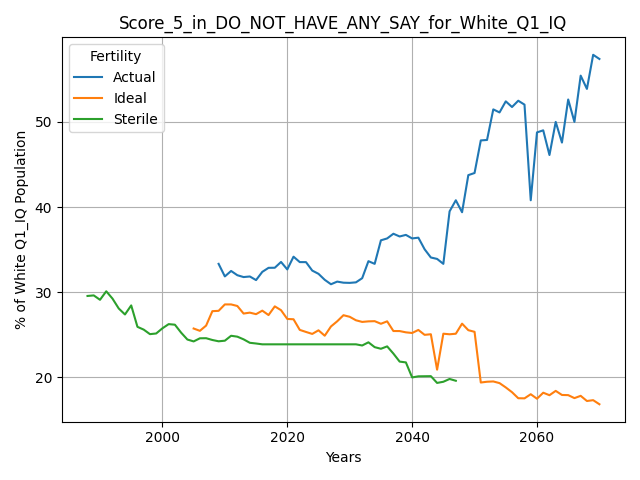 Score_5_in_DO_NOT_HAVE_ANY_SAY_for_White_Q1_IQ
Fertility
Actual
Ideal
Sterile
% of White Q1_IQ Population
50
40
30
20
2000
2020
2040
2060
Years